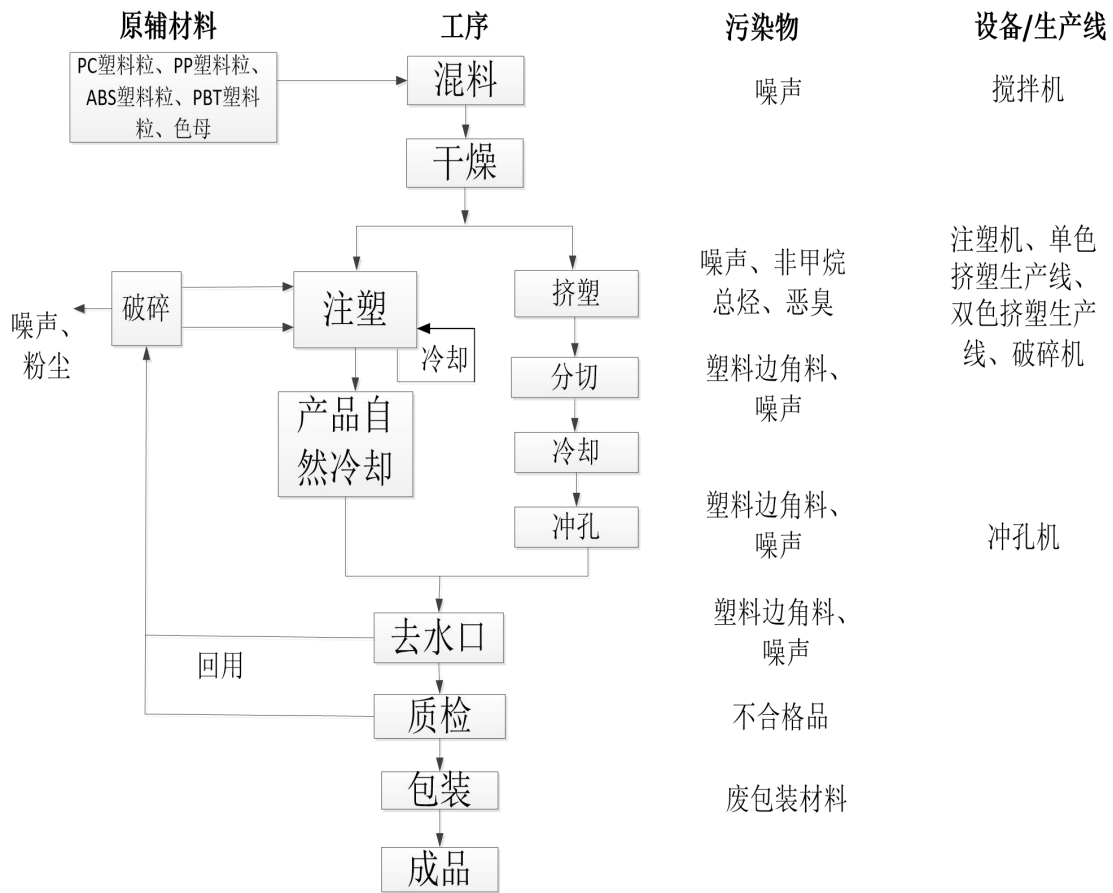 原辅材料
工序
污染物
设备/生产线
PC塑料粒、PP塑料粒、
ABS塑料粒、PBT塑料
粒、色母
混料
噪声
搅拌机
干燥
注塑机、单色
挤塑生产线、
双色挤塑生产
线、破碎机
噪声、非甲烷
总烃、恶臭
破碎
注塑
挤塑
噪声、
粉尘
冷却
分切
塑料边角料、
噪声
产品自
然冷却
冷却
冲孔
塑料边角料、
噪声
冲孔机
去水口
塑料边角料、
噪声
回用
质检
不合格品
包装
废包装材料
成品